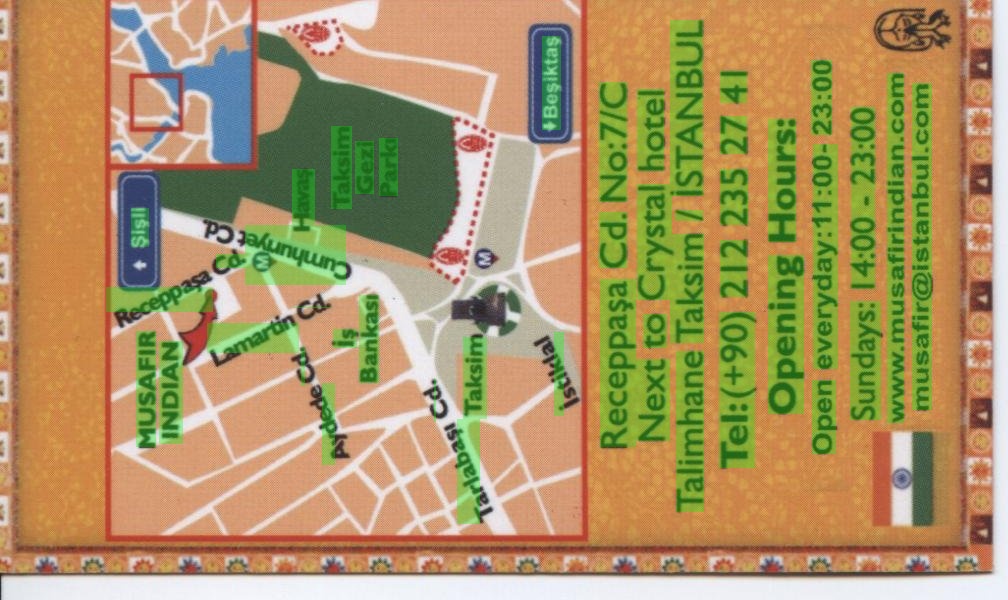 Beşiktaş
Taksim
Gezi
Parkı
Havaş
Şişli
Cumhuriyet Cd.
M
M
Receppaşa Cd.
Lamartin Cd.
MUSAFIR
INDIAN
İş
Bankası
Aydede Cd.
Taksim
İstiklal
Tarlabaşı Cd.
Receppaşa Cd. No:7/C
Next to Crystal hotel
Talimhane Taksim / İSTANBUL
Tel:(+90) 212 235 27 41
Opening Hours:
Open everyday:11:00- 23:00
Sundays: 14:00 - 23:00
www.musafirindian.com
musafir@istanbul.com